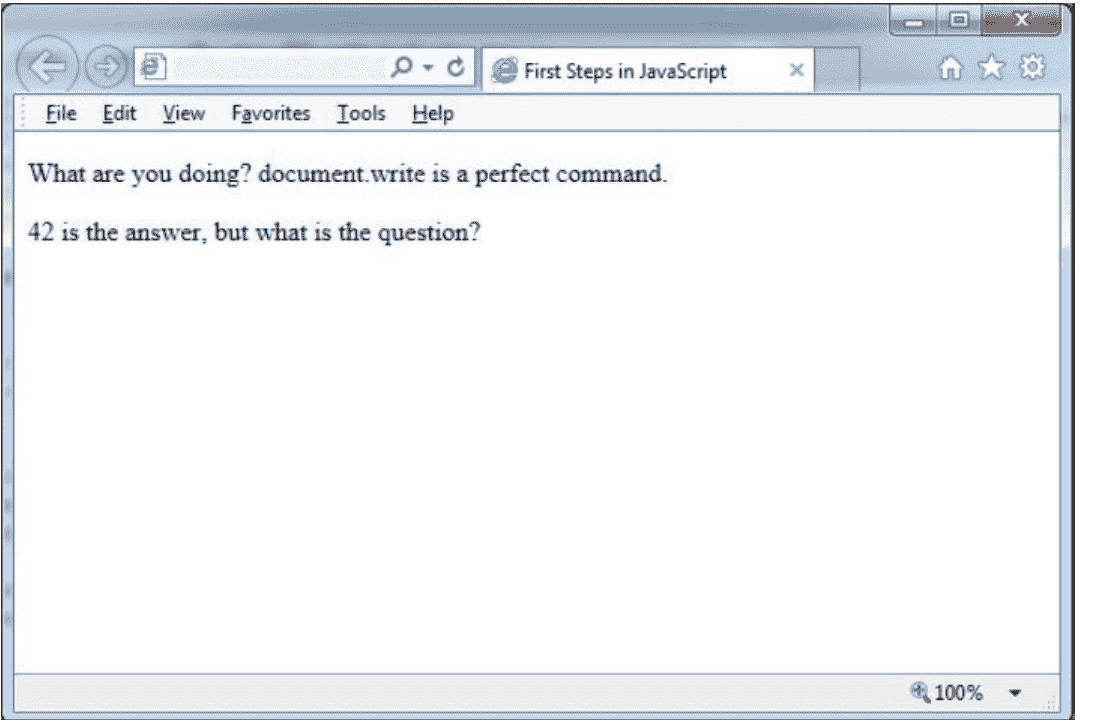 First Steps in JavaScript
File Edit View Favorites Tools Help
What are you doing? document.write is a perfect command.
42 is the answer, but what is the question?
100%